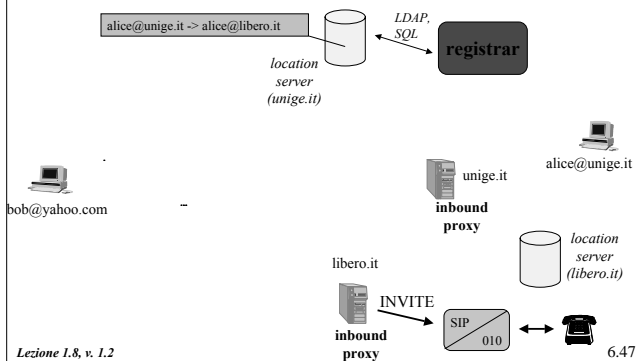 alice@unige.it -> alice@libero.it
LDAP,
SQL
registrar
location
server
(unige.it)
alice@unige.it
unige.it
inbound
proxy
bob@yahoo.com
location
server
(libero.it)
libero.it
INVITE
SIP
010
inbound
proxy
Lezione 1.8, v. 1.2
6.47